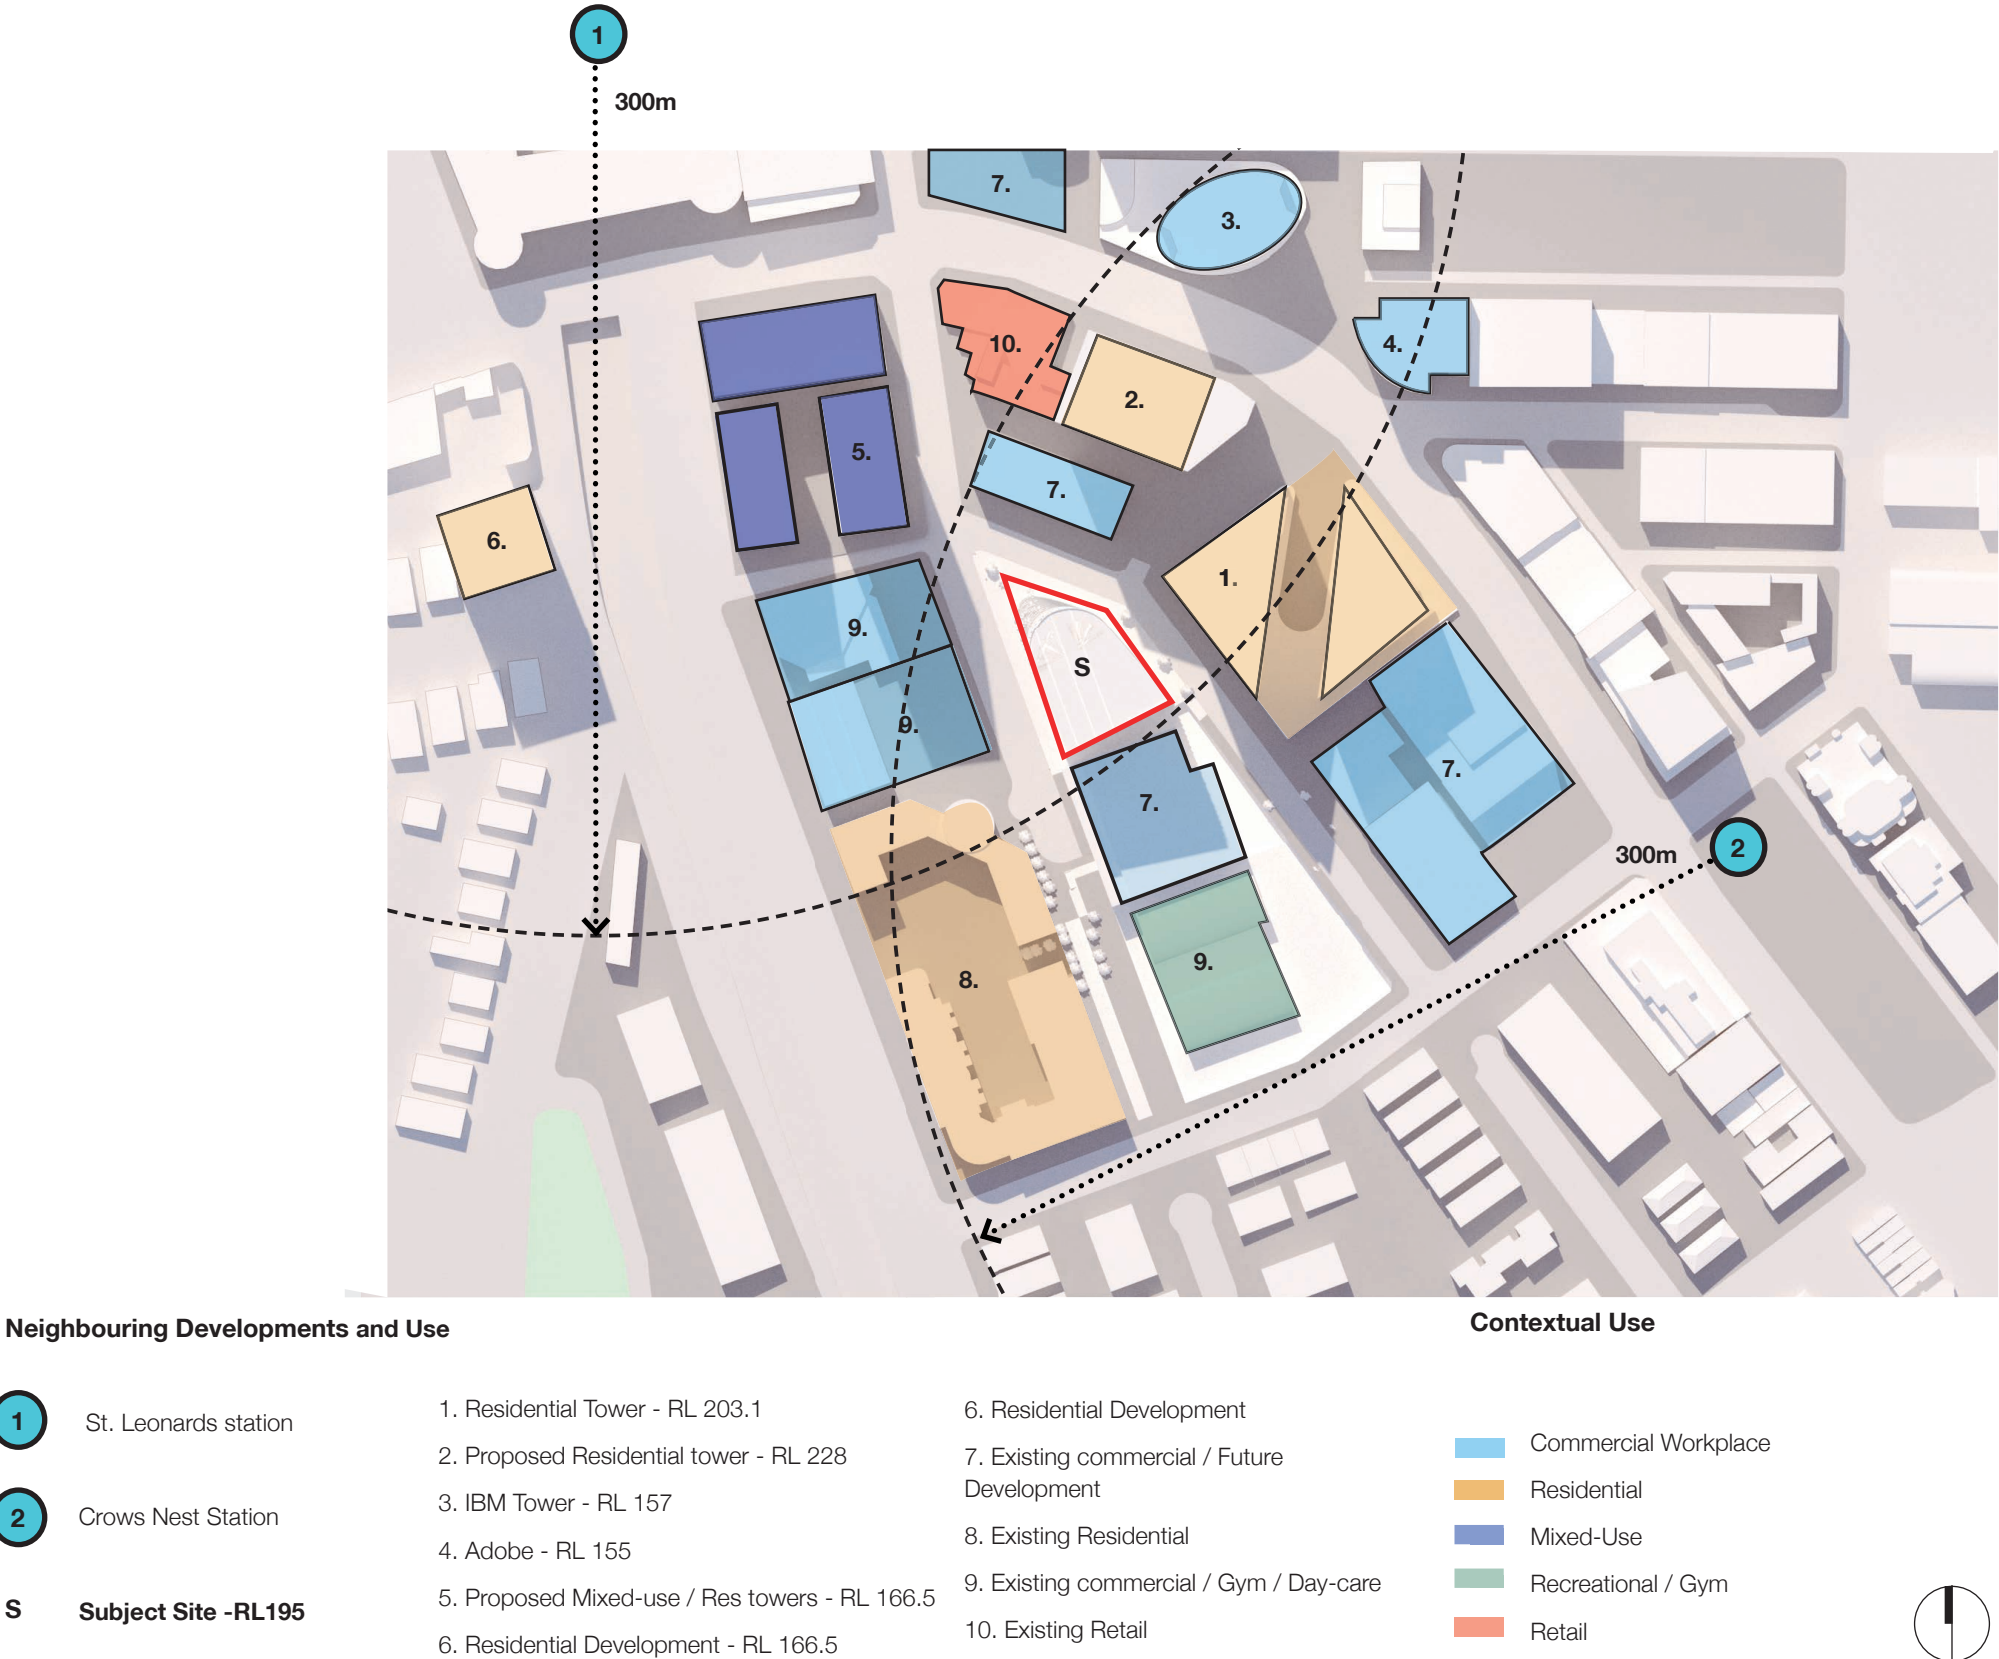 1
300m
7.
3.
10.
4.
2.
5.
7.
6.
1.
9.
S
9.
7.
7.
300m
2
9.
8.
Neighbouring Developments and Use
Contextual Use
1
St. Leonards station
2
Crows Nest Station
S
Subject Site -RL195
1. Residential Tower - RL 203.1
2. Proposed Residential tower - RL 228
3. IBM Tower - RL 157
4. Adobe - RL 155
5. Proposed Mixed-use / Res towers - RL 166.5
6. Residential Development - RL 166.5
6. Residential Development
7. Existing commercial / Future
Development
8. Existing Residential
9. Existing commercial / Gym / Day-care
10. Existing Retail
Commercial Workplace
Residential
Mixed-Use
Recreational / Gym
Retail